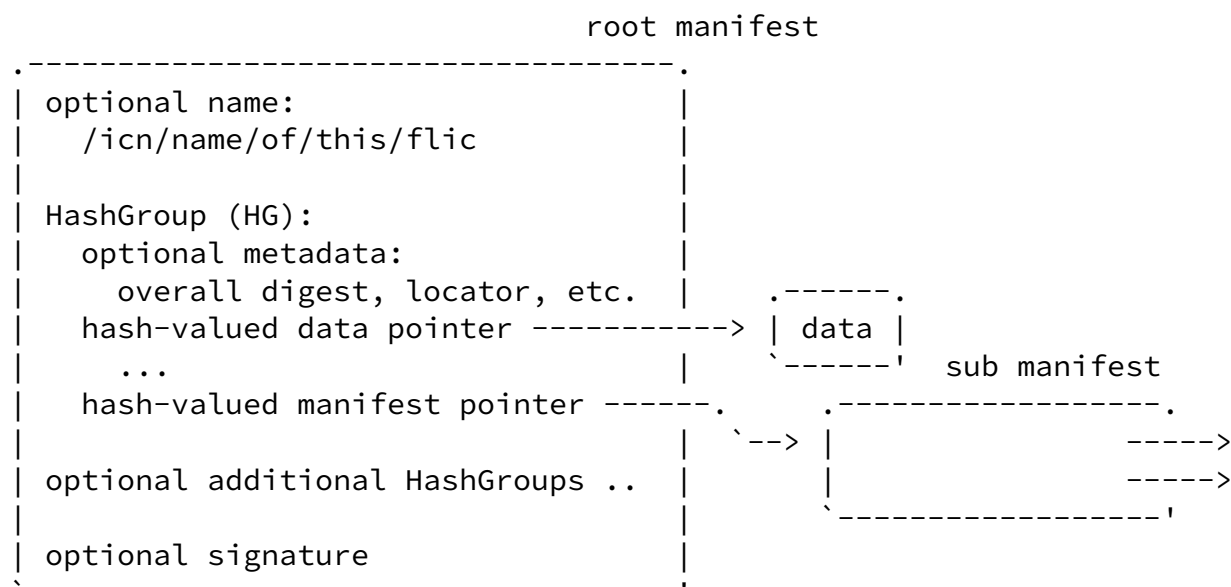 root manifest
optional name:
/icn/name/of/this/flic
HashGroup (HG):
optional metadata:
overall digest, locator, etc.
hash-valued data pointer -----------> | data |
... sub manifest
hash-valued manifest pointer ------.
optional additional HashGroups ..
optional signature